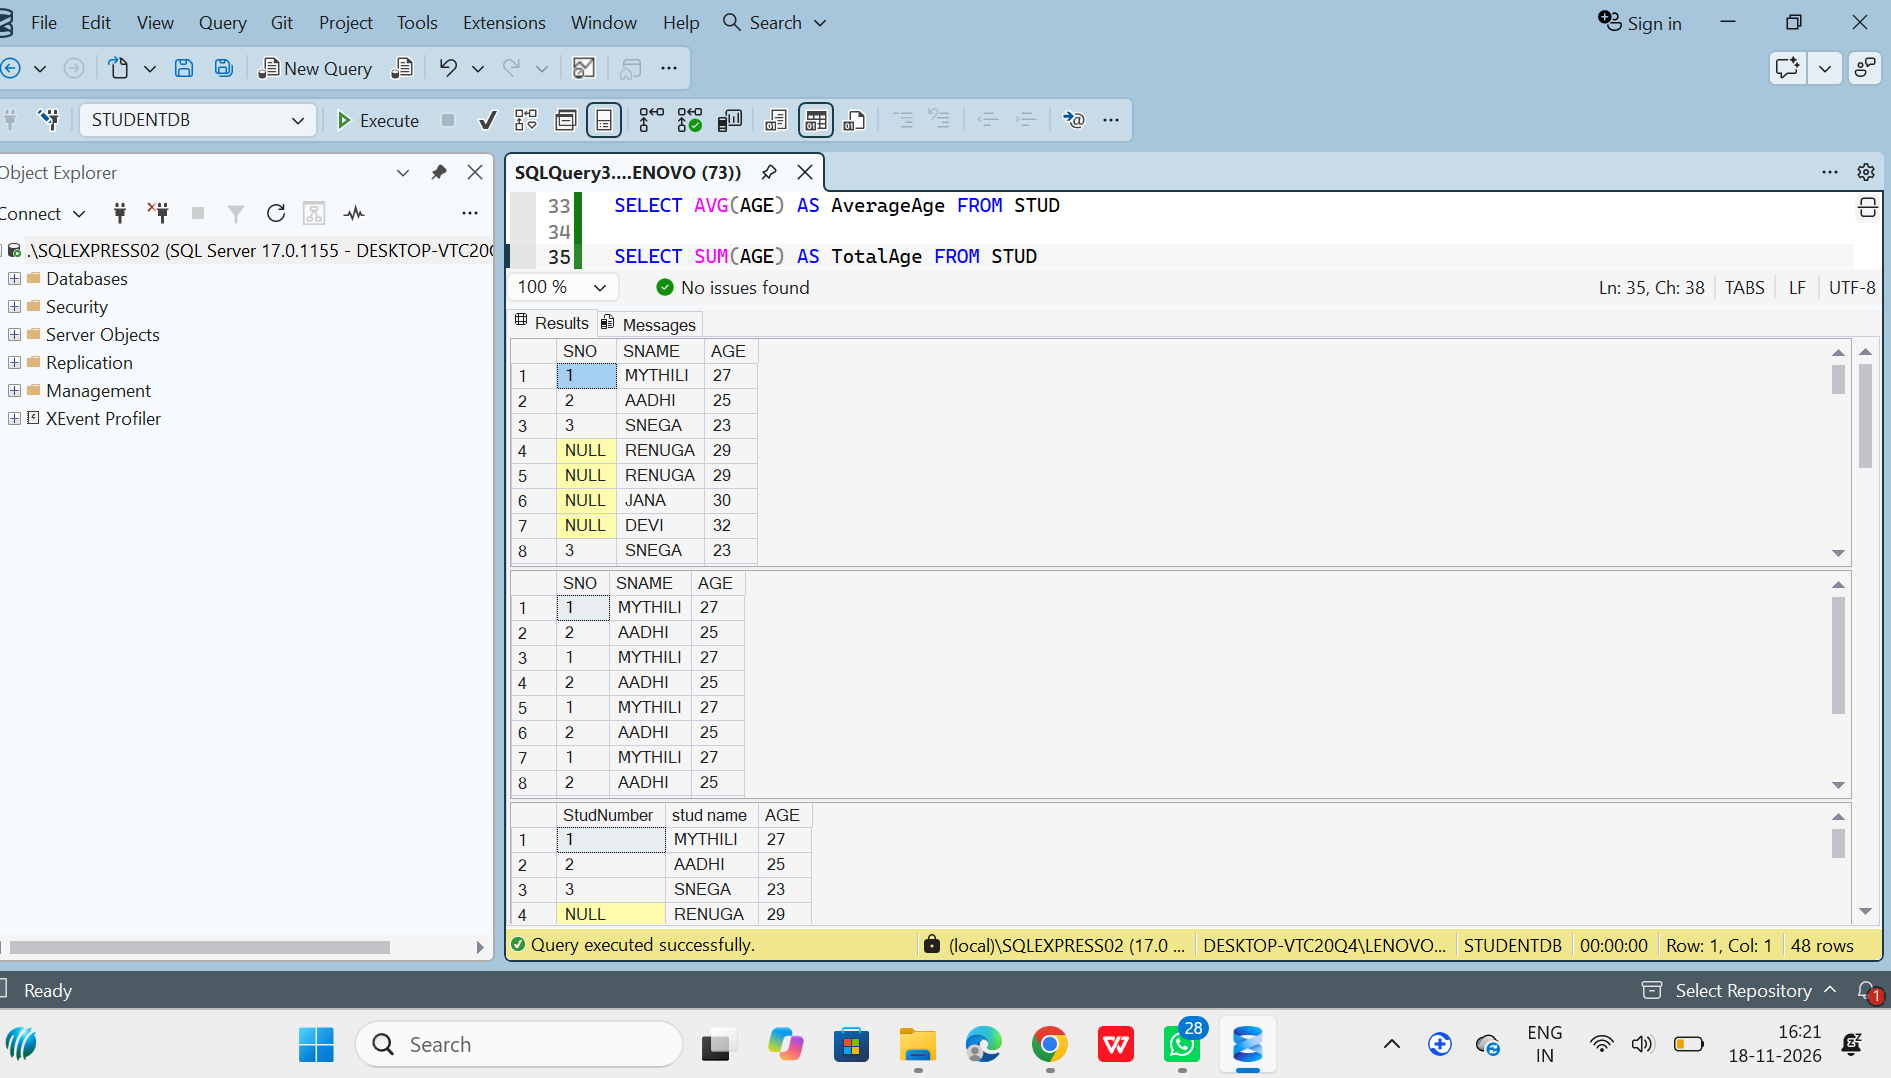 File Edit View Query Git Project Tools Extensions Window Help Search Sign in
New Query
STUDENTDB Execute
Object Explorer
Connect
.\SQLEXPRESS02 (SQL Server 17.0.1155 - DESKTOP-VTC20
Databases
Security
Server Objects
Replication
Management
XEvent Profiler
SQLQuery3....ENOVO (73))
33 SELECT AVG(AGE) AS AverageAge FROM STUD
34
35 SELECT SUM(AGE) AS TotalAge FROM STUD
100 % No issues found Ln: 35, Ch: 38 TABS LF UTF-8
Results Messages
SNO SNAME AGE
1 1 MYTHILI 27
2 2 AADHI 25
3 3 SNEGA 23
4 NULL RENUGA 29
5 NULL RENUGA 29
6 NULL JANA 30
7 NULL DEVI 32
8 3 SNEGA 23
SNO SNAME AGE
1 1 MYTHILI 27
2 2 AADHI 25
3 1 MYTHILI 27
4 2 AADHI 25
5 1 MYTHILI 27
6 2 AADHI 25
7 1 MYTHILI 27
8 2 AADHI 25
StudNumber stud name AGE
1 1 MYTHILI 27
2 2 AADHI 25
3 3 SNEGA 23
4 NULL RENUGA 29
Query executed successfully. (local)\SQLEXPRESS02 (17.0 ... DESKTOP-VTC20Q4\LENOVO... STUDENTDB 00:00:00 Row: 1, Col: 1 48 rows
Ready Select Repository 1
Search 28 ENG 16:21
IN 18-11-2026